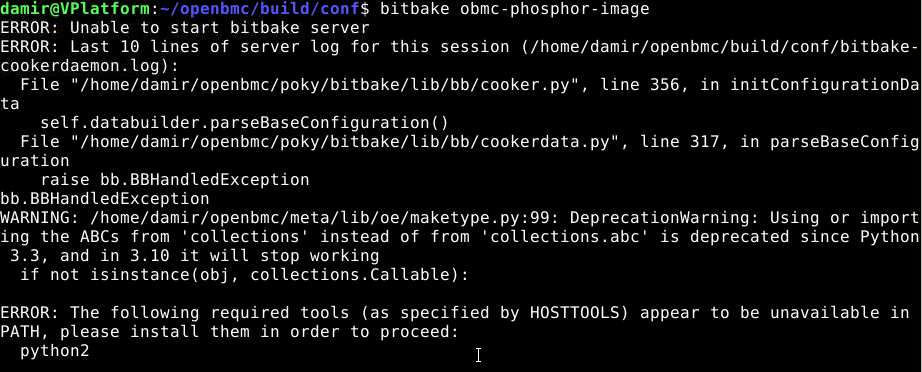 damir@VPlatform:~/openbmc/build/conf$ bitbake obmc-phosphor-image
ERROR: Unable to start bitbake server
ERROR: Last 10 lines of server log for this session (/home/damir/openbmc/build/conf/bitbake-
cookerdaemon.log):
  File "/home/damir/openbmc/poky/bitbake/lib/bb/cooker.py", line 356, in initConfigurationDa
ta
    self.databuilder.parseBaseConfiguration()
  File "/home/damir/openbmc/poky/bitbake/lib/bb/cookerdata.py", line 317, in parseBaseConfig
uration
    raise bb.BBHandledException
bb.BBHandledException
WARNING: /home/damir/openbmc/meta/lib/oe/maketype.py:99: DeprecationWarning: Using or import
ing the ABCs from 'collections' instead of from 'collections.abc' is deprecated since Python
 3.3, and in 3.10 it will stop working
  if not isinstance(obj, collections.Callable):

ERROR: The following required tools (as specified by HOSTTOOLS) appear to be unavailable in
PATH, please install them in order to proceed:
  python2